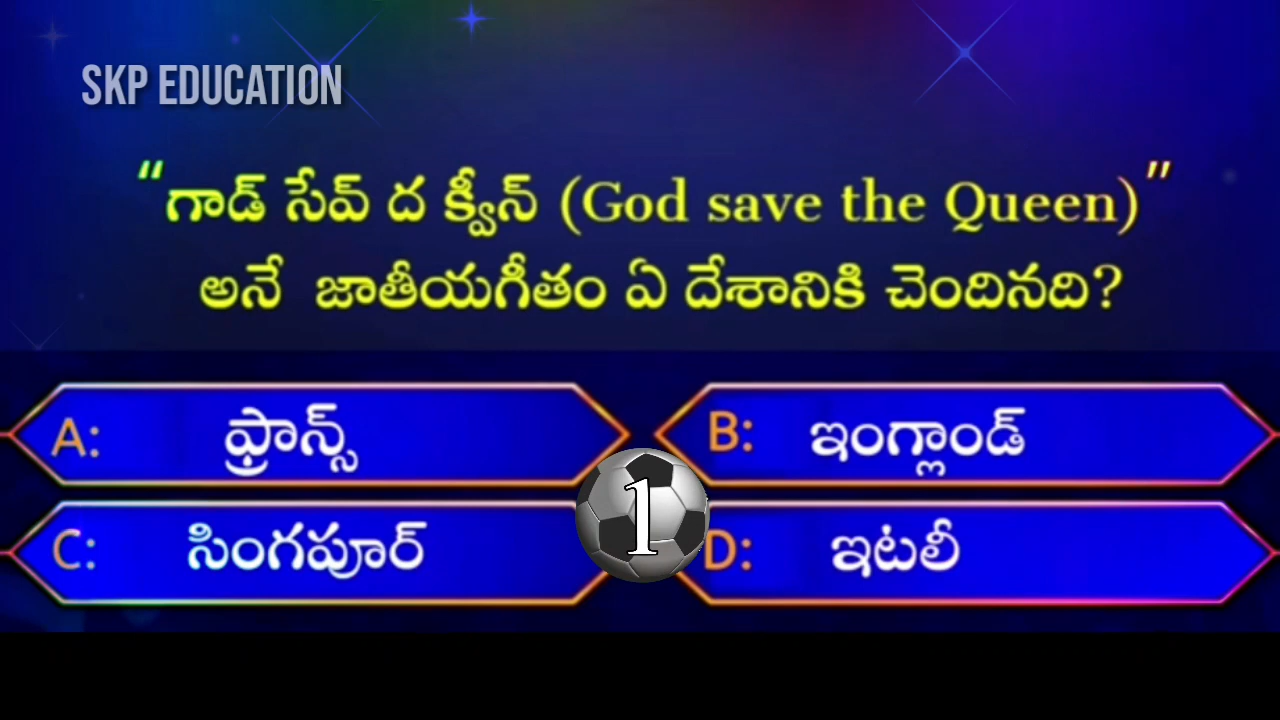 SKP EDUCATION
"గాడ్ సేవ్ ద క్వీన్ (God save the Queen)"
అనే జాతీయగీతం ఏ దేశానికి చెందినది?
A: ఫ్రాన్స్
B: ఇంగ్లాండ్
C: సింగపూర్
1
D: ఇటలీ